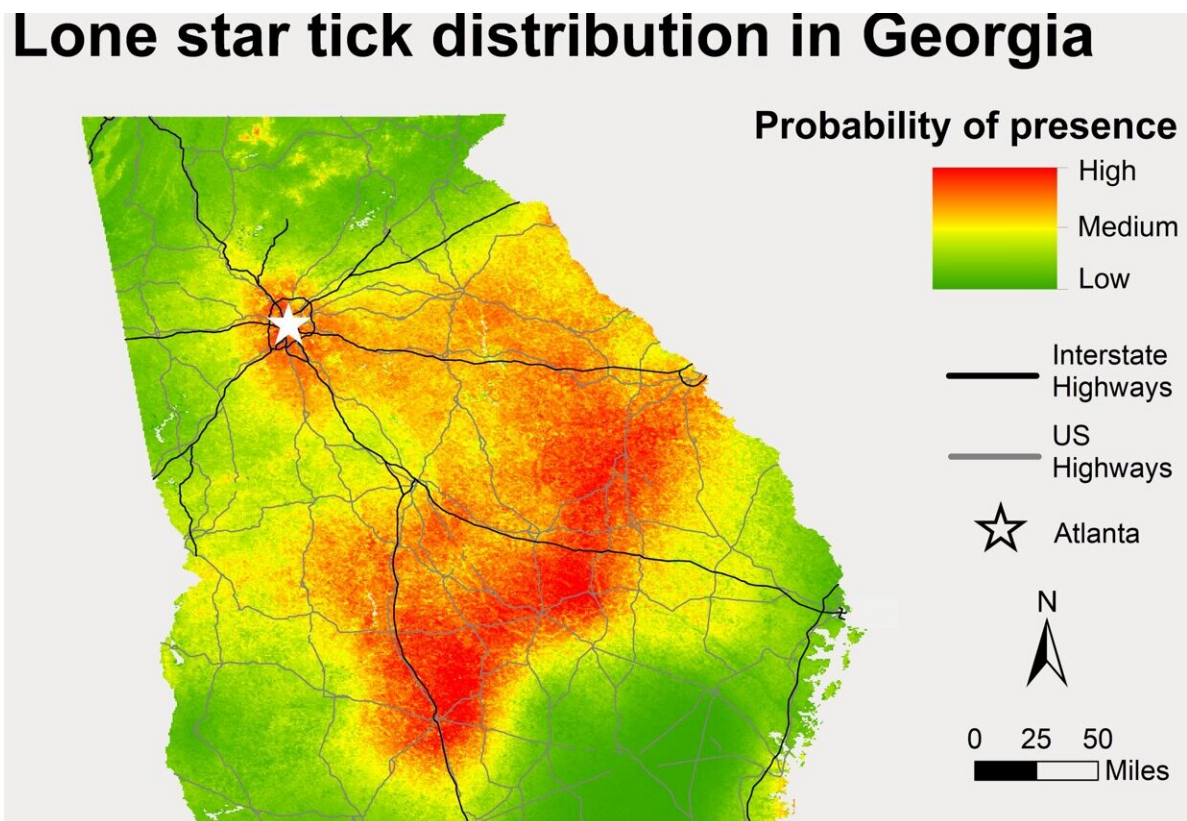 Lone star tick distribution in Georgia
Probability of presence
High
Medium
Low
Interstate
Highways
US
Highways
Atlanta
N
0 25 50
Miles